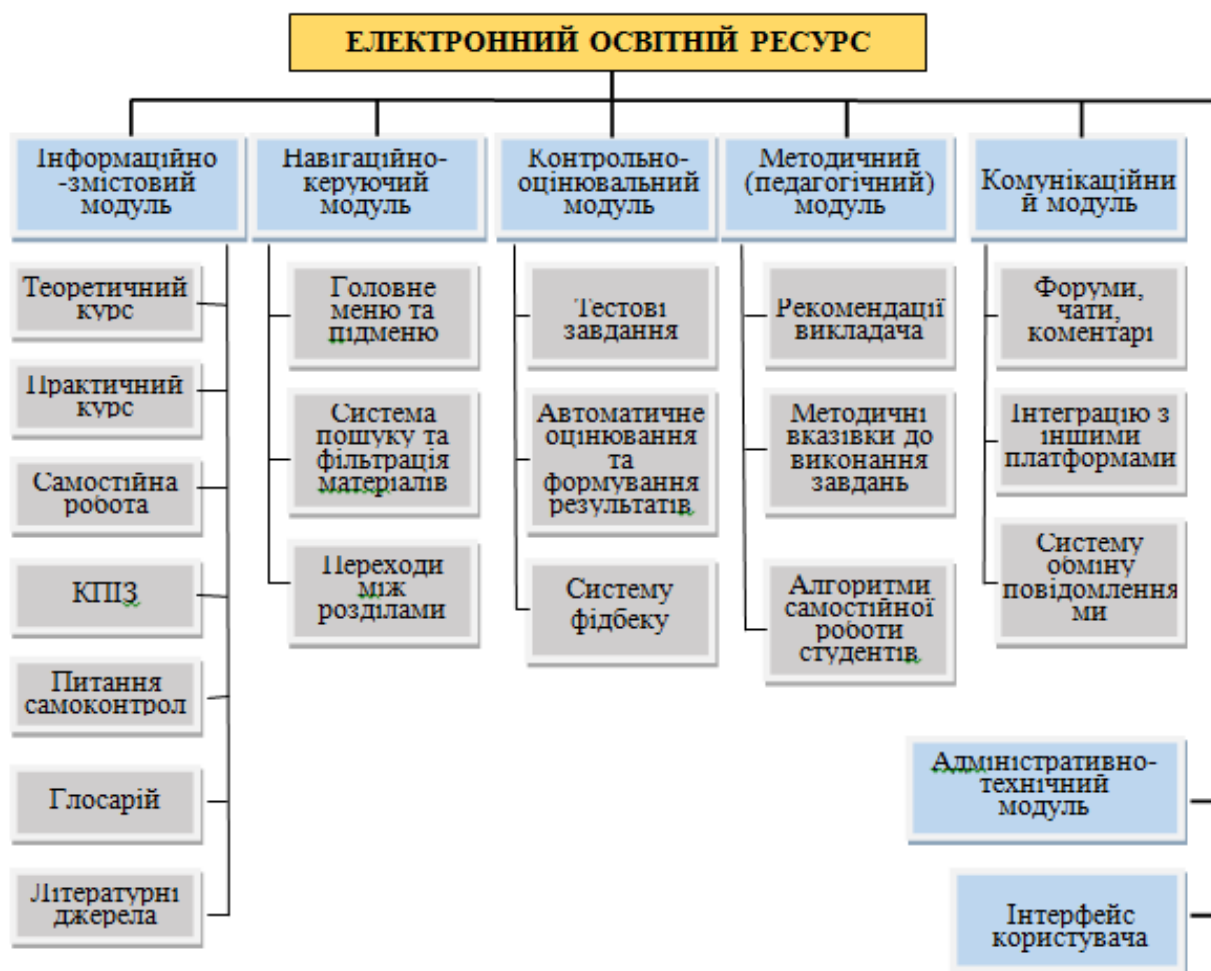 ЕЛЕКТРОННИЙ ОСВІТНІЙ РЕСУРС
Інформаційно
-змістовий
модуль
Теоретичний
курс
Практичний
курс
Самостійна
робота
КПІЗ
Питання
самоконтрол
Глосарій
Літературні
джерела
Навігаційно-
керуючий
модуль
Головне
меню та
підменю
Система
пошуку та
фільтрація
матеріалів
Переходи
між
розділами
Контрольно-
оцінювальний
модуль
Тестові
завдання
Автоматичне
оцінювання
та
формування
результатів
Систему
фідбеку
Методичний
(педагогічний)
модуль
Рекомендації
викладача
Методичні
вказівки до
виконання
завдань
Алгоритми
самостійної
роботи
студентів
Комунікаційни
й модуль
Форуми,
чати,
коментарі
Інтеграцію з
іншими
платформами
Систему
обміну
повідомлення
ми
Адміністративно-
технічний
модуль
Інтерфейс
користувача